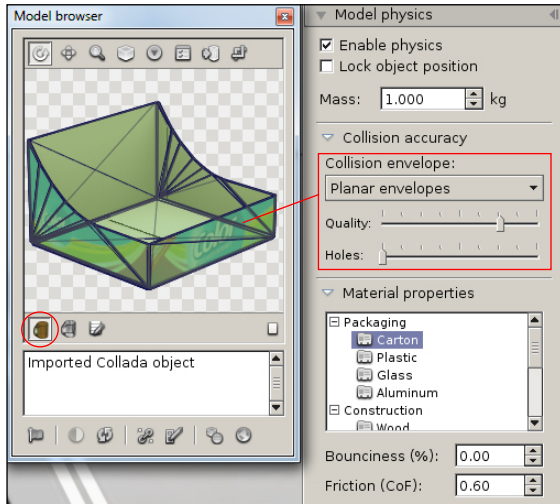 Model browser
Color
Imported Collada object
Model physics
Enable physics
Lock object position
Mass: 1.000 kg
Collision accuracy
Collision envelope:
Planar envelopes
Quality:
Holes:
Material properties
Packaging
Carton
Plastic
Glass
Aluminum
Construction
Wood
Bounciness (%): 0.00
Friction (CoF): 0.60